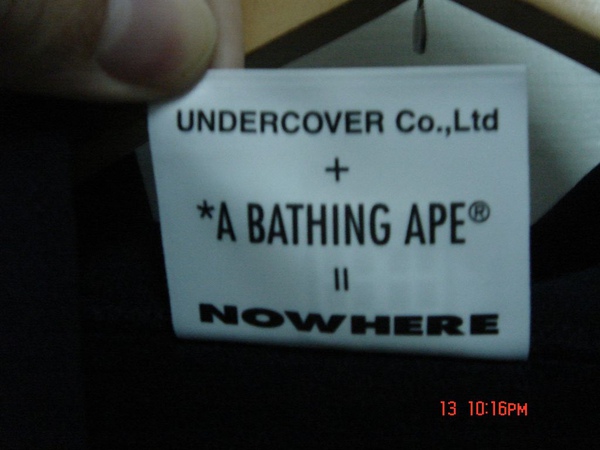 UNDERCOVER Co.,Ltd
+
*A BATHING APE®
=
NOWHERE
13 10:16PM